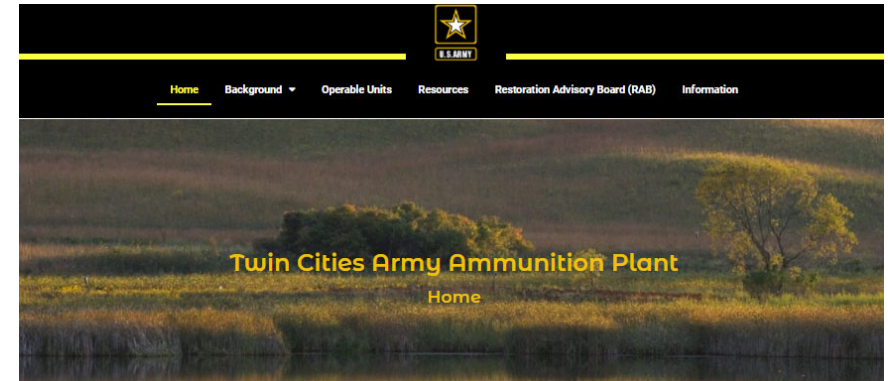 U.S.ARMY
Home Background Operable Units Resources Restoration Advisory Board (RAB) Information
Twin Cities Army Ammunition Plant
Home